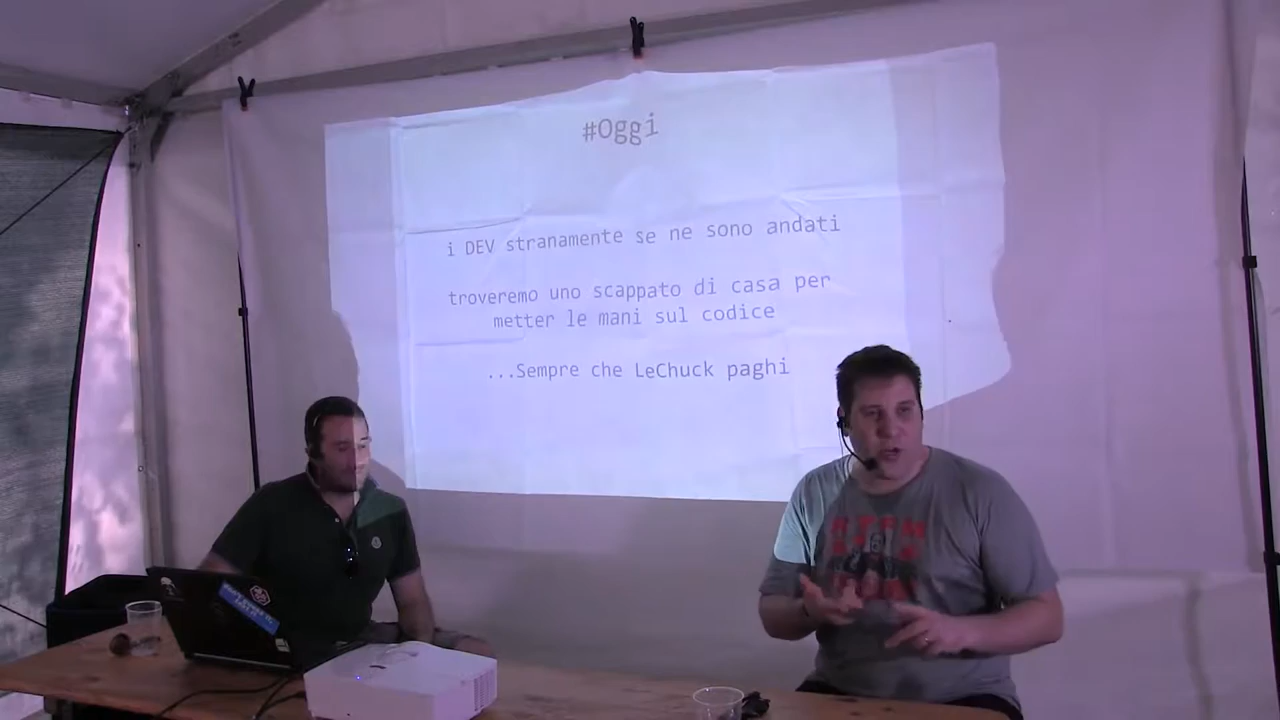 #Oggi
i DEV stranamente se ne sono andati
troveremo uno scappato di casa per
metter le mani sul codice
...Sempre che LeChuck paghi